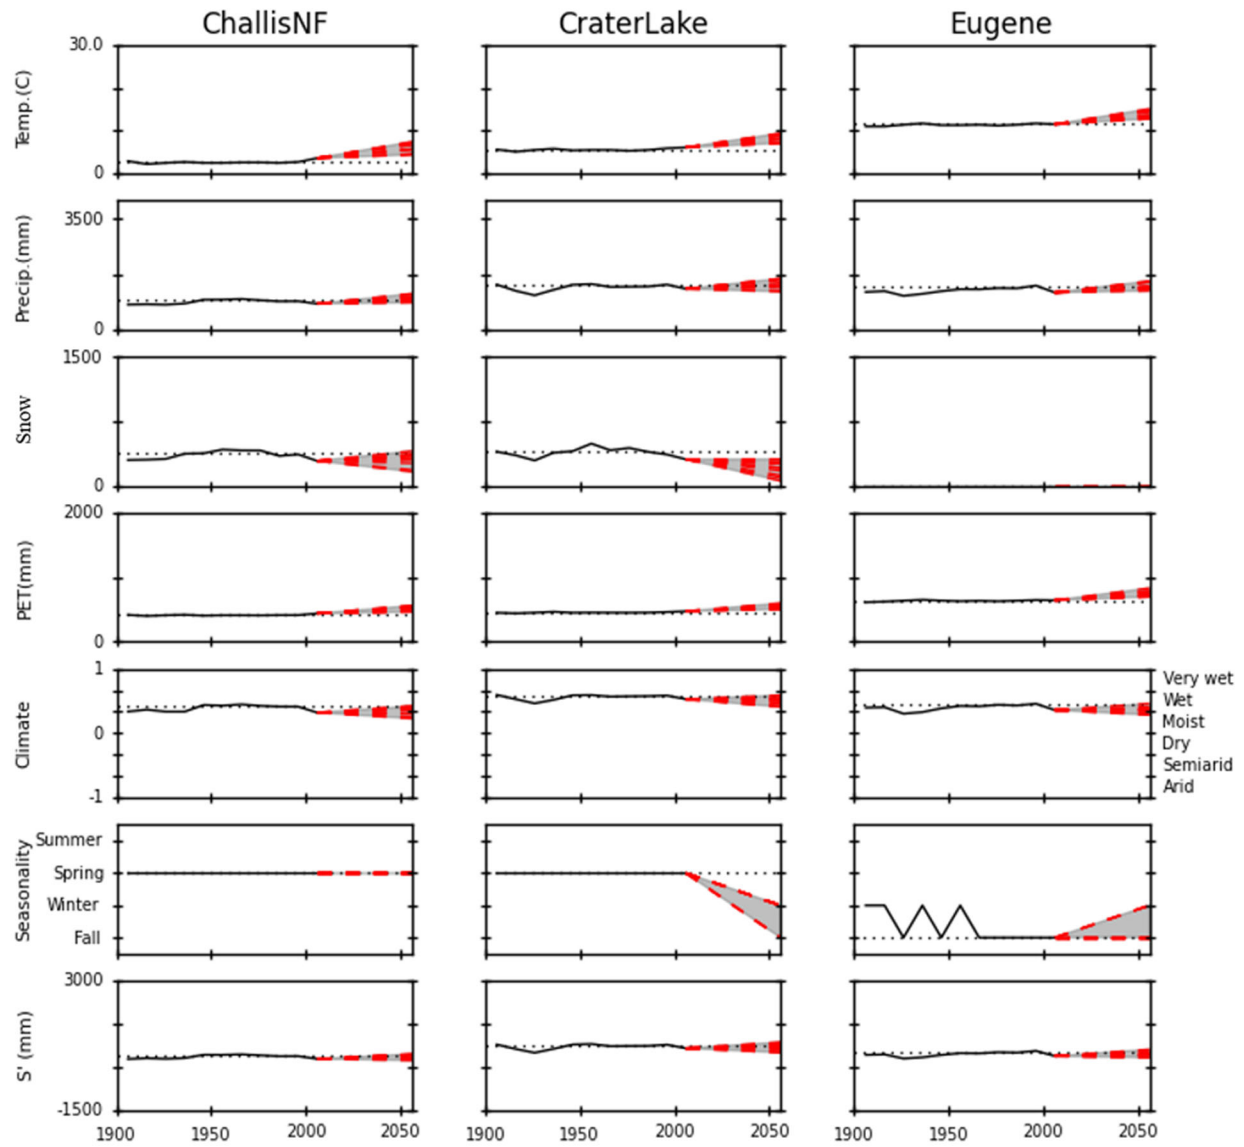 ChallisNF CraterLake Eugene
30.0
Temp.(C)
0
3500
Precip.(mm)
0
1500
Snow
0
2000
PET(mm)
0
1
Climate
0
-1
Very wet
Wet
Moist
Dry
Semiarid
Arid
Seasonality
Summer
Spring
Winter
Fall
3000
S' (mm)
-1500
1900 1950 2000 2050 1900 1950 2000 2050 1900 1950 2000 2050